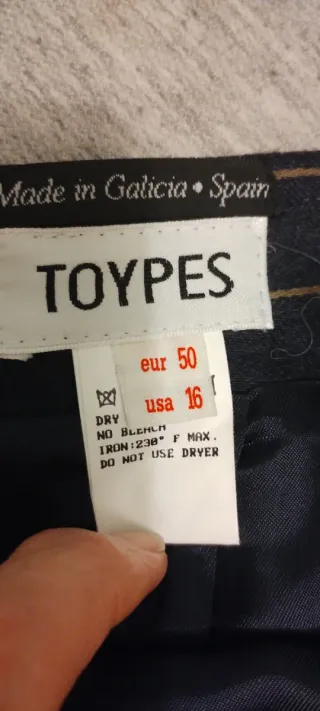 Made in Galicia • Spain
TOYPES
eur 50
usa 16
DRY
NO BLEACH
IRON:230° F MAX.
DO NOT USE DRYER